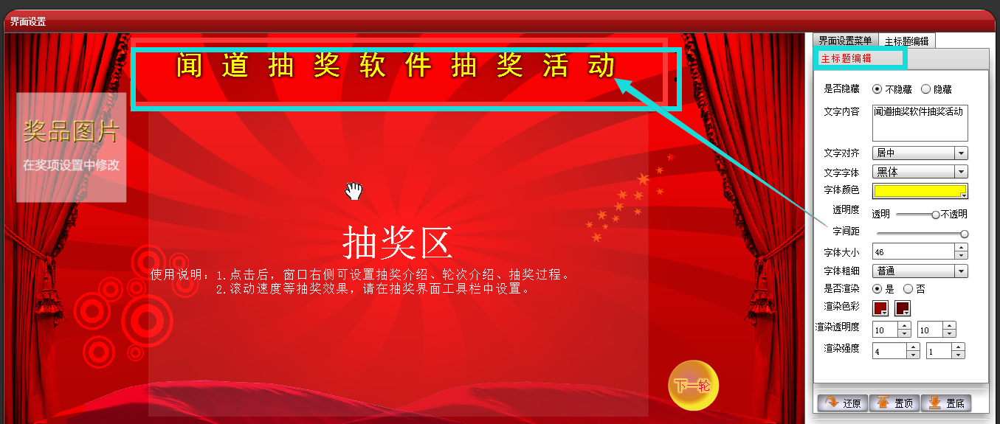 界面设置
闻道抽奖软件抽奖活动
奖品图片
在奖项设置中修改
抽奖区
使用说明：1.点击后，窗口右侧可设置抽奖介绍、轮次介绍、抽奖过程。
2.滚动速度等抽奖效果，请在抽奖界面工具栏中设置。
下一轮
界面设置菜单 主标题编辑
主标题编辑
是否隐藏 不隐藏 隐藏
文字内容 闻道抽奖软件抽奖活动
文字对齐 居中
文字字体 黑体
字体颜色
透明度 透明 不透明
字间距
字体大小 46
字体粗细 普通
是否渲染 是 否
渲染色彩
渲染透明度 10 10
渲染强度 4 1
还原 置顶 置底